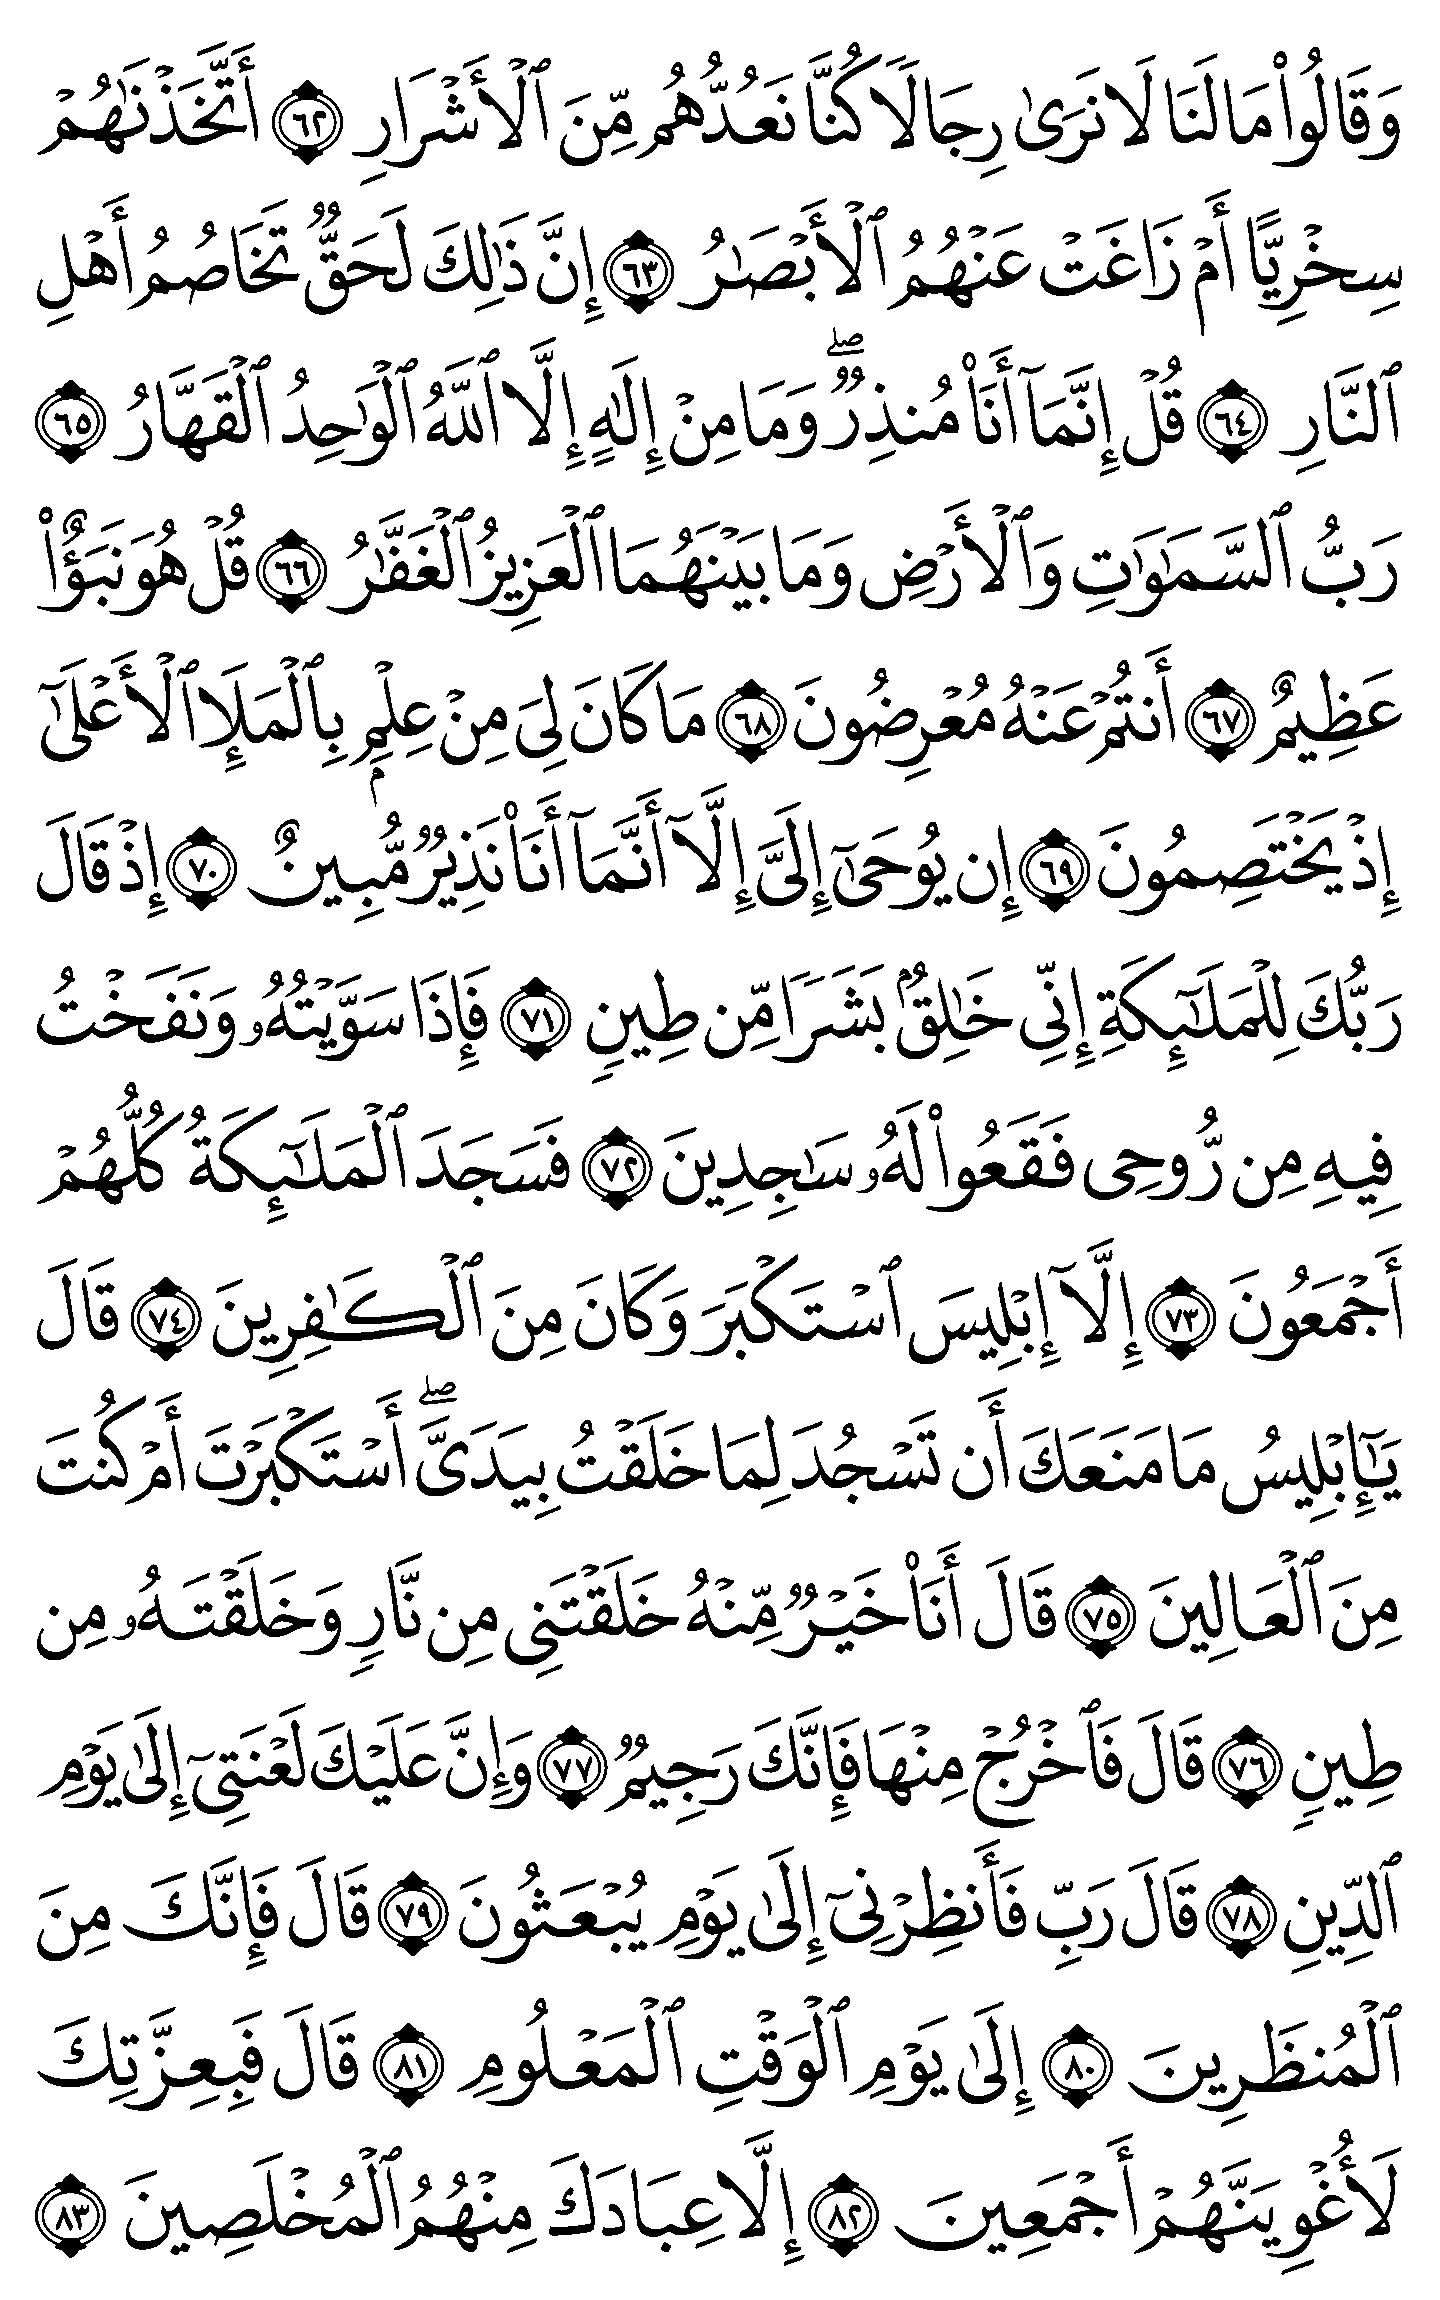 وَقَالُوا۟ مَا لَنَا لَا نَرَىٰ رِجَالًا كُنَّا نَعُدُّهُم مِّنَ ٱلْأَشْرَارِ ٦٢ أَتَّخَذْنَٰهُمْ
سِخْرِيًّا أَمْ زَاغَتْ عَنْهُمُ ٱلْأَبْصَٰرُ ٦٣ إِنَّ ذَٰلِكَ لَحَقٌّ تَخَاصُمُ أَهْلِ
ٱلنَّارِ ٦٤ قُلْ إِنَّمَآ أَنَا۠ مُنذِرٌ ۖ وَمَا مِنْ إِلَٰهٍ إِلَّا ٱللَّهُ ٱلْوَٰحِدُ ٱلْقَهَّارُ ٦٥
رَبُّ ٱلسَّمَٰوَٰتِ وَٱلْأَرْضِ وَمَا بَيْنَهُمَا ٱلْعَزِيزُ ٱلْغَفَّٰرُ ٦٦ قُلْ هُوَ نَبَؤٌا۟
عَظِيمٌ ٦٧ أَنتُمْ عَنْهُ مُعْرِضُونَ ٦٨ مَا كَانَ لِىَ مِنْ عِلْمٍۭ بِٱلْمَلَإِ ٱلْأَعْلَىٰٓ
إِذْ يَخْتَصِمُونَ ٦٩ إِن يُوحَىٰٓ إِلَىَّ إِلَّآ أَنَّمَآ أَنَا۠ نَذِيرٌ مُّبِينٌ ٧٠ إِذْ قَالَ
رَبُّكَ لِلْمَلَٰٓئِكَةِ إِنِّى خَٰلِقٌۢ بَشَرًا مِّن طِينٍ ٧١ فَإِذَا سَوَّيْتُهُۥ وَنَفَخْتُ
فِيهِ مِن رُّوحِى فَقَعُوا۟ لَهُۥ سَٰجِدِينَ ٧٢ فَسَجَدَ ٱلْمَلَٰٓئِكَةُ كُلُّهُمْ
أَجْمَعُونَ ٧٣ إِلَّآ إِبْلِيسَ ٱسْتَكْبَرَ وَكَانَ مِنَ ٱلْكَٰفِرِينَ ٧٤ قَالَ
يَٰٓإِبْلِيسُ مَا مَنَعَكَ أَن تَسْجُدَ لِمَا خَلَقْتُ بِيَدَىَّ ۖ أَسْتَكْبَرْتَ أَمْ كُنتَ
مِنَ ٱلْعَالِينَ ٧٥ قَالَ أَنَا۠ خَيْرٌ مِّنْهُ خَلَقْتَنِى مِن نَّارٍ وَخَلَقْتَهُۥ مِن
طِينٍ ٧٦ قَالَ فَٱخْرُجْ مِنْهَا فَإِنَّكَ رَجِيمٌ ٧٧ وَإِنَّ عَلَيْكَ لَعْنَتِىٓ إِلَىٰ يَوْمِ
ٱلدِّينِ ٧٨ قَالَ رَبِّ فَأَنظِرْنِىٓ إِلَىٰ يَوْمِ يُبْعَثُونَ ٧٩ قَالَ فَإِنَّكَ مِنَ
ٱلْمُنظَرِينَ ٨٠ إِلَىٰ يَوْمِ ٱلْوَقْتِ ٱلْمَعْلُومِ ٨١ قَالَ فَبِعِزَّتِكَ
لَأُغْوِيَنَّهُمْ أَجْمَعِينَ ٨٢ إِلَّا عِبَادَكَ مِنْهُمُ ٱلْمُخْلَصِينَ ٨٣